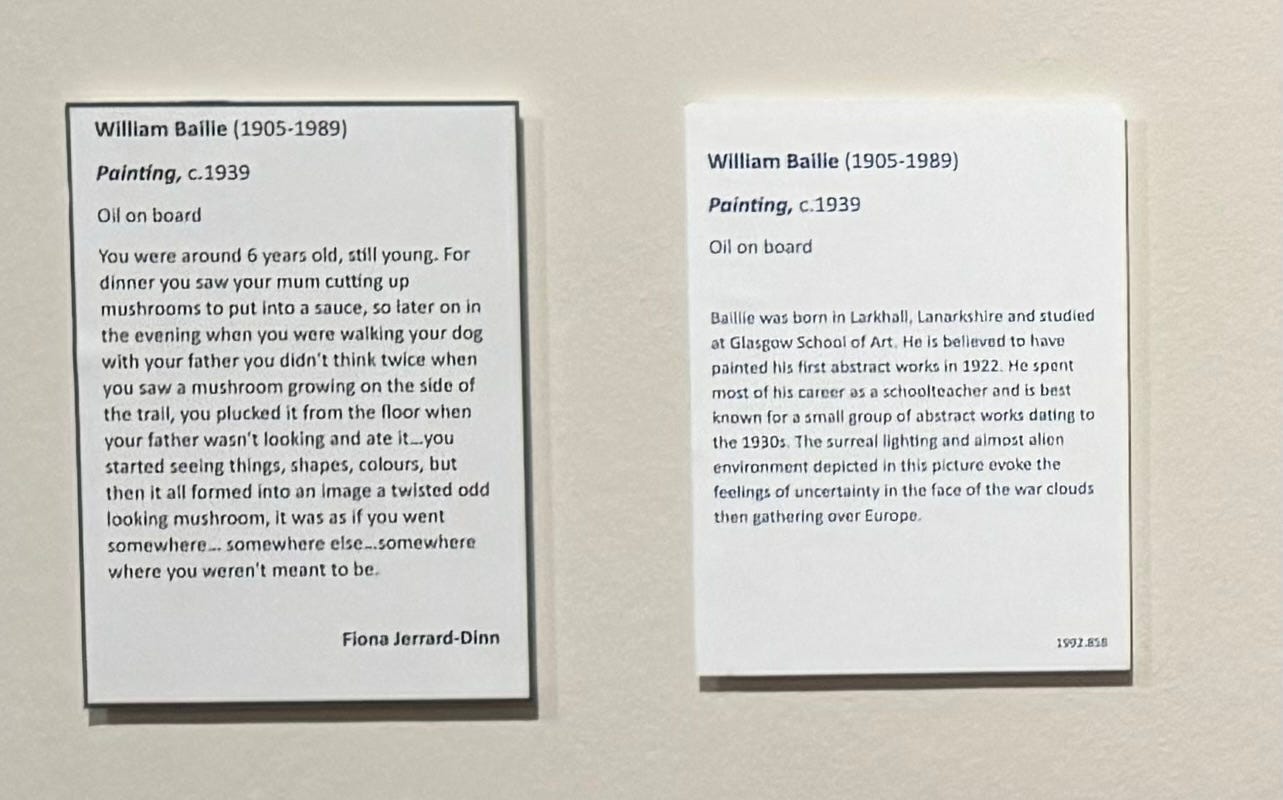 William Bailie (1905-1989)
Painting, c.1939
Oil on board
You were around 6 years old, still young. For
dinner you saw your mum cutting up
mushrooms to put into a sauce, so later on in
the evening when you were walking your dog
with your father you didn't think twice when
you saw a mushroom growing on the side of
the trail, you plucked it from the floor when
your father wasn't looking and ate it...you
started seeing things, shapes, colours, but
then it all formed into an image a twisted odd
looking mushroom, it was as if you went
somewhere... somewhere else...somewhere
where you weren't meant to be.
Fiona Jerrard-Dinn
William Bailie (1905-1989)
Painting, c.1939
Oil on board
Baillie was born in Larkhall, Lanarkshire and studied
at Glasgow School of Art. He is believed to have
painted his first abstract works in 1922. He spent
most of his career as a schoolteacher and is best
known for a small group of abstract works dating to
the 1930s. The surreal lighting and almost alien
environment depicted in this picture evoke the
feelings of uncertainty in the face of the war clouds
then gathering over Europe.